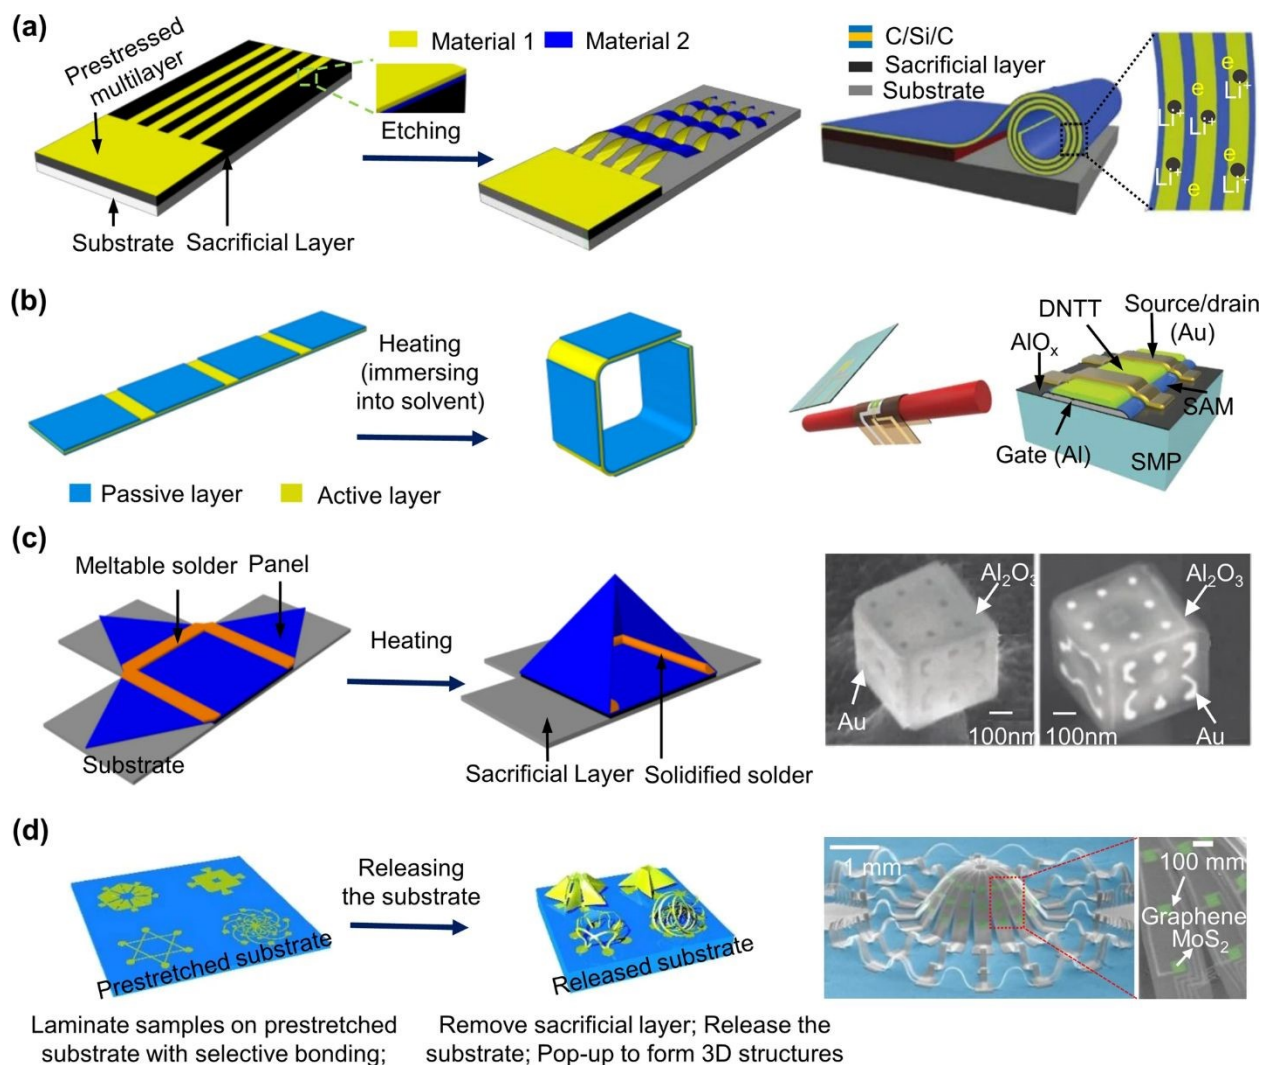 (a)
Prestressed
multilayer
Material 1
Material 2
Etching
Substrate
Sacrificial Layer
C/Si/C
Sacrificial layer
Substrate
e
Li⁺
e
Li⁺
Li⁺
e
Li⁺
e
Li⁺
(b)
Heating
(immersing
into solvent)
Passive layer
Active layer
DNTT
Source/drain
(Au)
AlOₓ
SAM
Gate (Al)
SMP
(c)
Meltable solder
Panel
Heating
Substrate
Sacrificial Layer
Solidified solder
Al₂O₃
Au
100nm
Al₂O₃
100nm
Au
(d)
Prestretched substrate
Releasing
the substrate
Released substrate
1 mm
100 mm
Graphene
MoS₂
Laminate samples on prestretched
substrate with selective bonding;
Remove sacrificial layer; Release the
substrate; Pop-up to form 3D structures